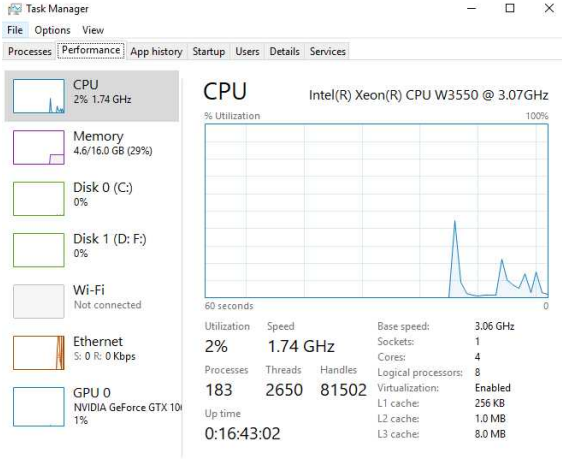 Task Manager
File Options View
Processes Performance App history Startup Users Details Services
CPU
2% 1.74 GHz
Memory
4.6/16.0 GB (29%)
Disk 0 (C:)
0%
Disk 1 (D: F:)
0%
Wi-Fi
Not connected
Ethernet
S: 0 R: 0 Kbps
GPU 0
NVIDIA GeForce GTX
1%
CPU Intel(R) Xeon(R) CPU W3550 @ 3.07GHz
% Utilization 100%
60 seconds 0
Utilization Speed
2% 1.74 GHz
Processes Threads Handles
183 2650 81502
Up time
0:16:43:02
Base speed: 3.06 GHz
Sockets: 1
Cores: 4
Logical processors: 8
Virtualization: Enabled
L1 cache: 256 KB
L2 cache: 1.0 MB
L3 cache: 8.0 MB